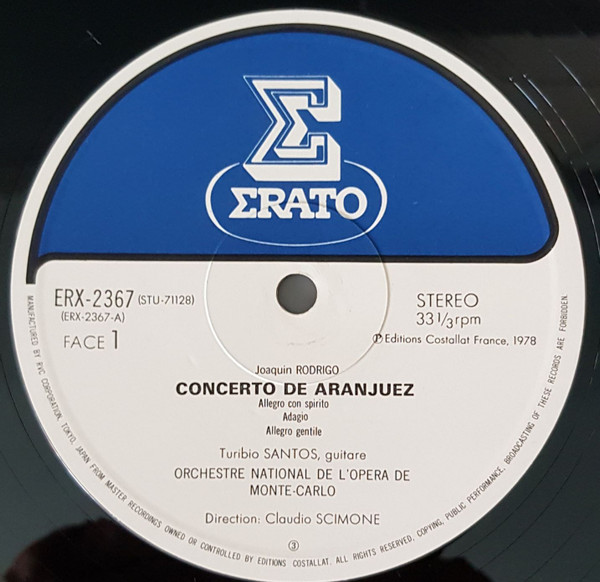 ΣRATO
ERX-2367 (STU-71128)
(ERX-2367-A)
FACE 1
STEREO
33 1/3 rpm
Ⓟ Editions Costallat France, 1978
Joaquin RODRIGO
CONCERTO DE ARANJUEZ
Allegro con spirito
Adagio
Allegro gentile
Turibio SANTOS, guitare
ORCHESTRE NATIONAL DE L'OPERA DE
MONTE-CARLO
Direction: Claudio SCIMONE
③
MANUFACTURED BY RVC CORPORATION, TOKYO, JAPAN FROM MASTER RECORDINGS OWNED OR CONTROLLED BY EDITIONS COSTALLAT. ALL RIGHTS RESERVED, COPYING, PUBLIC PERFORMANCE, BROADCASTING OF THESE RECORDS ARE FORBIDDEN.